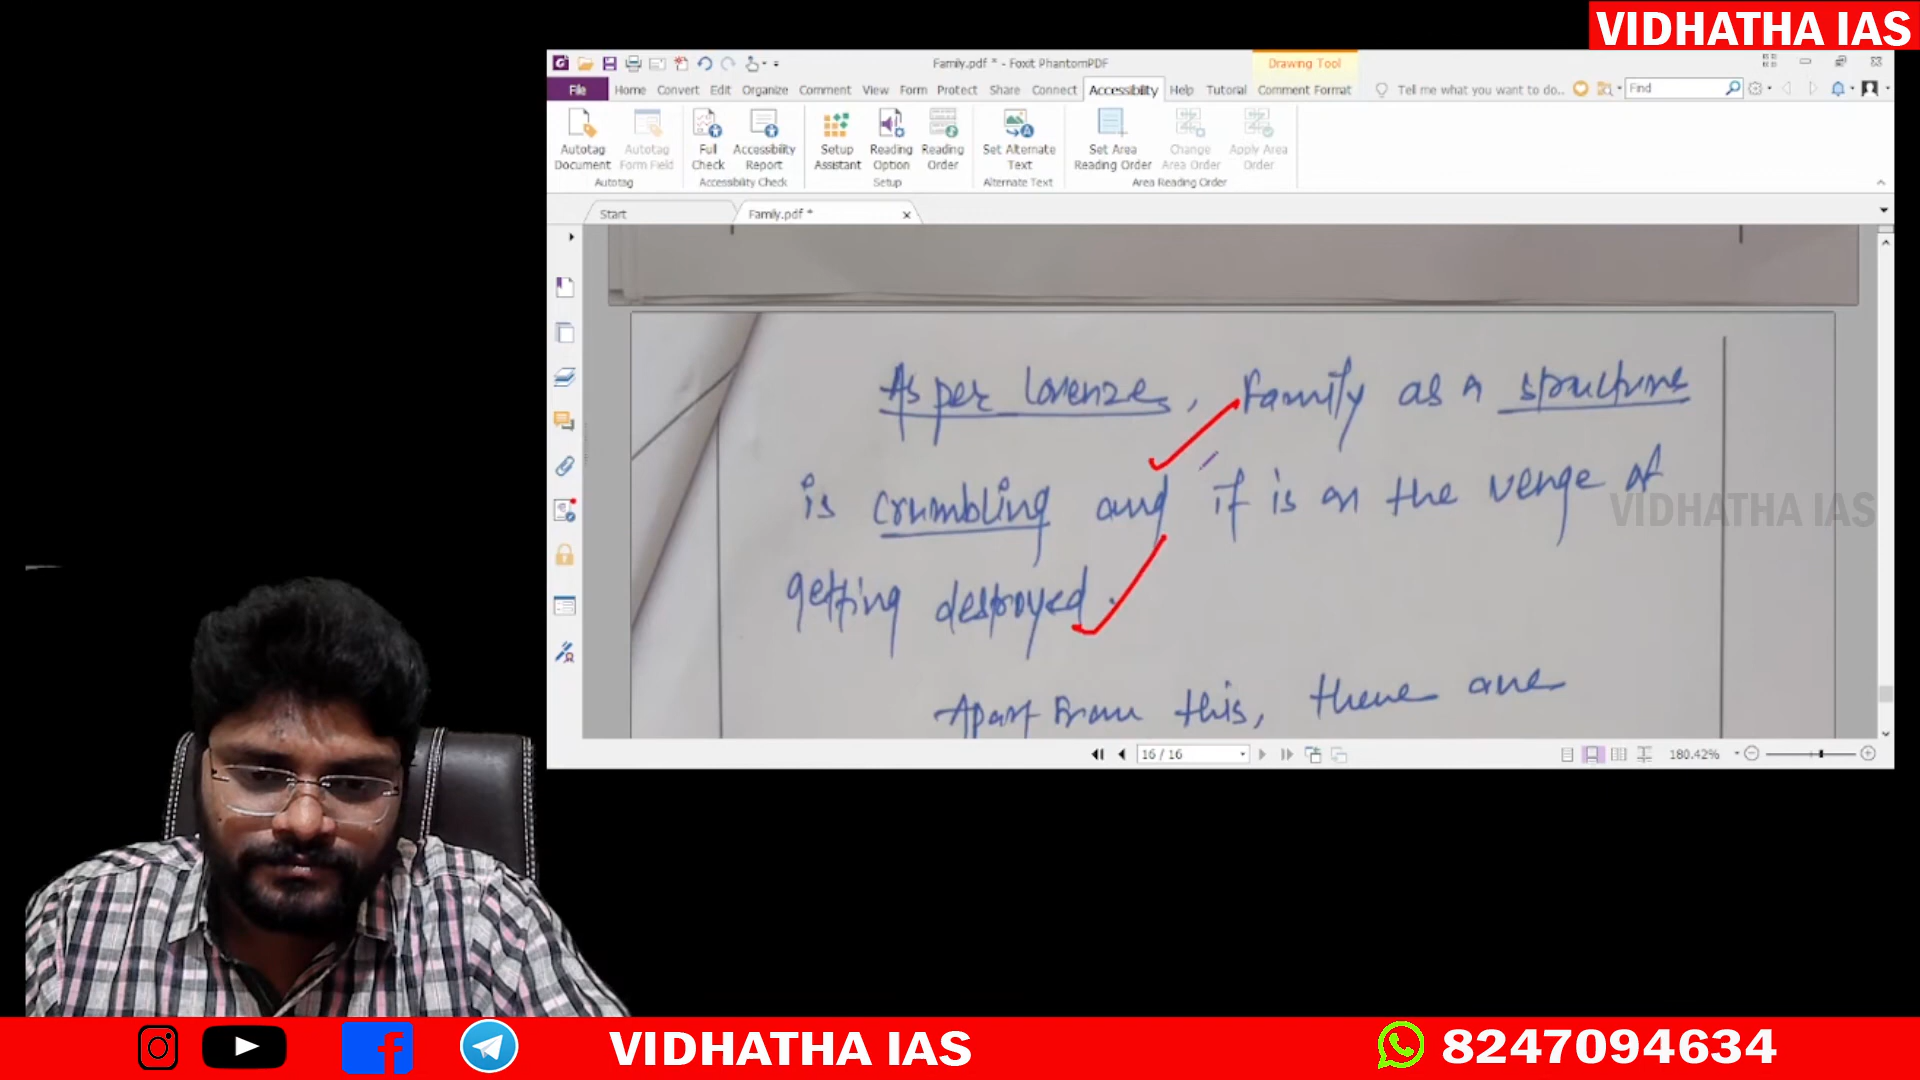 VIDHATHA IAS
Family.pdf * - Foxit PhantomPDF
Drawing Tool
File Home Convert Edit Organize Comment View Form Protect Share Connect Accessibility Help Tutorial Comment Format Tell me what you want to do.. Find
Autotag Document Autotag Form Field Full Check Accessibility Report Setup Assistant Reading Option Reading Order Set Alternate Text Set Area Reading Order Change Area Order Apply Area Order
Autotag Accessibility Check Setup Alternate Text Area Reading Order
Start Family.pdf *
As per Lorenze, Family as a structure
is crumbling and it is on the verge of
getting destroyed.
Apart from this, there are
VIDHATHA IAS
16 / 16 180.42%
VIDHATHA IAS 8247094634